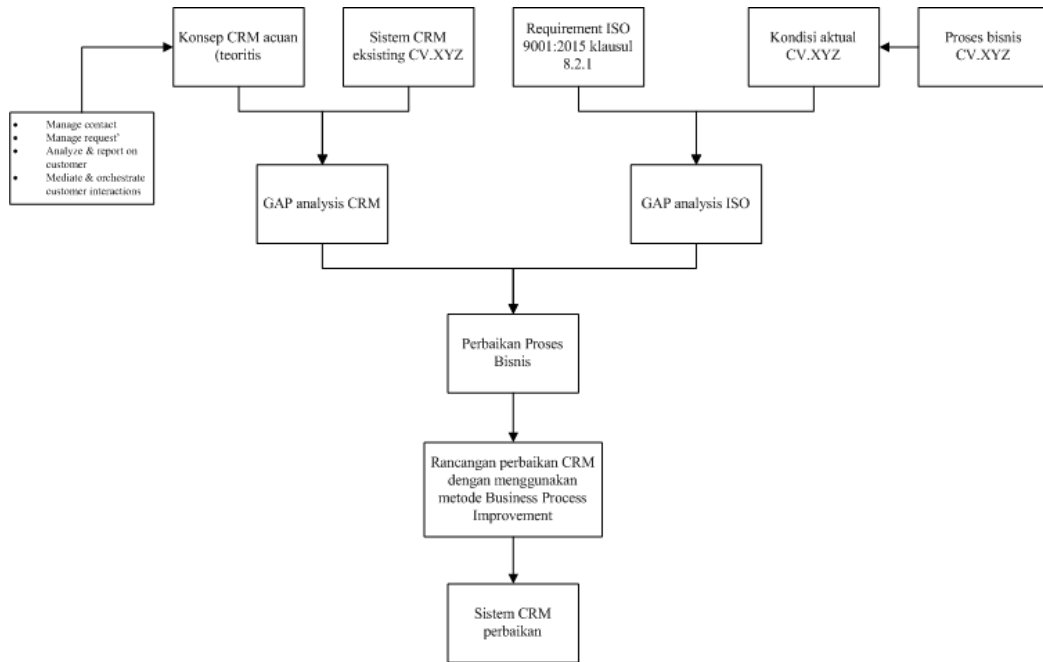 Konsep CRM acuan
(teoritis
Sistem CRM
eksisting CV.XYZ
Requirement ISO
9001:2015 klausul
8.2.1
Kondisi aktual
CV.XYZ
Proses bisnis
CV.XYZ
• Manage contact
• Manage request`
• Analyze & report on
customer
• Mediate & orchestrate
customer interactions
GAP analysis CRM
GAP analysis ISO
Perbaikan Proses
Bisnis
Rancangan perbaikan CRM
dengan menggunakan
metode Business Process
Improvement
Sistem CRM
perbaikan